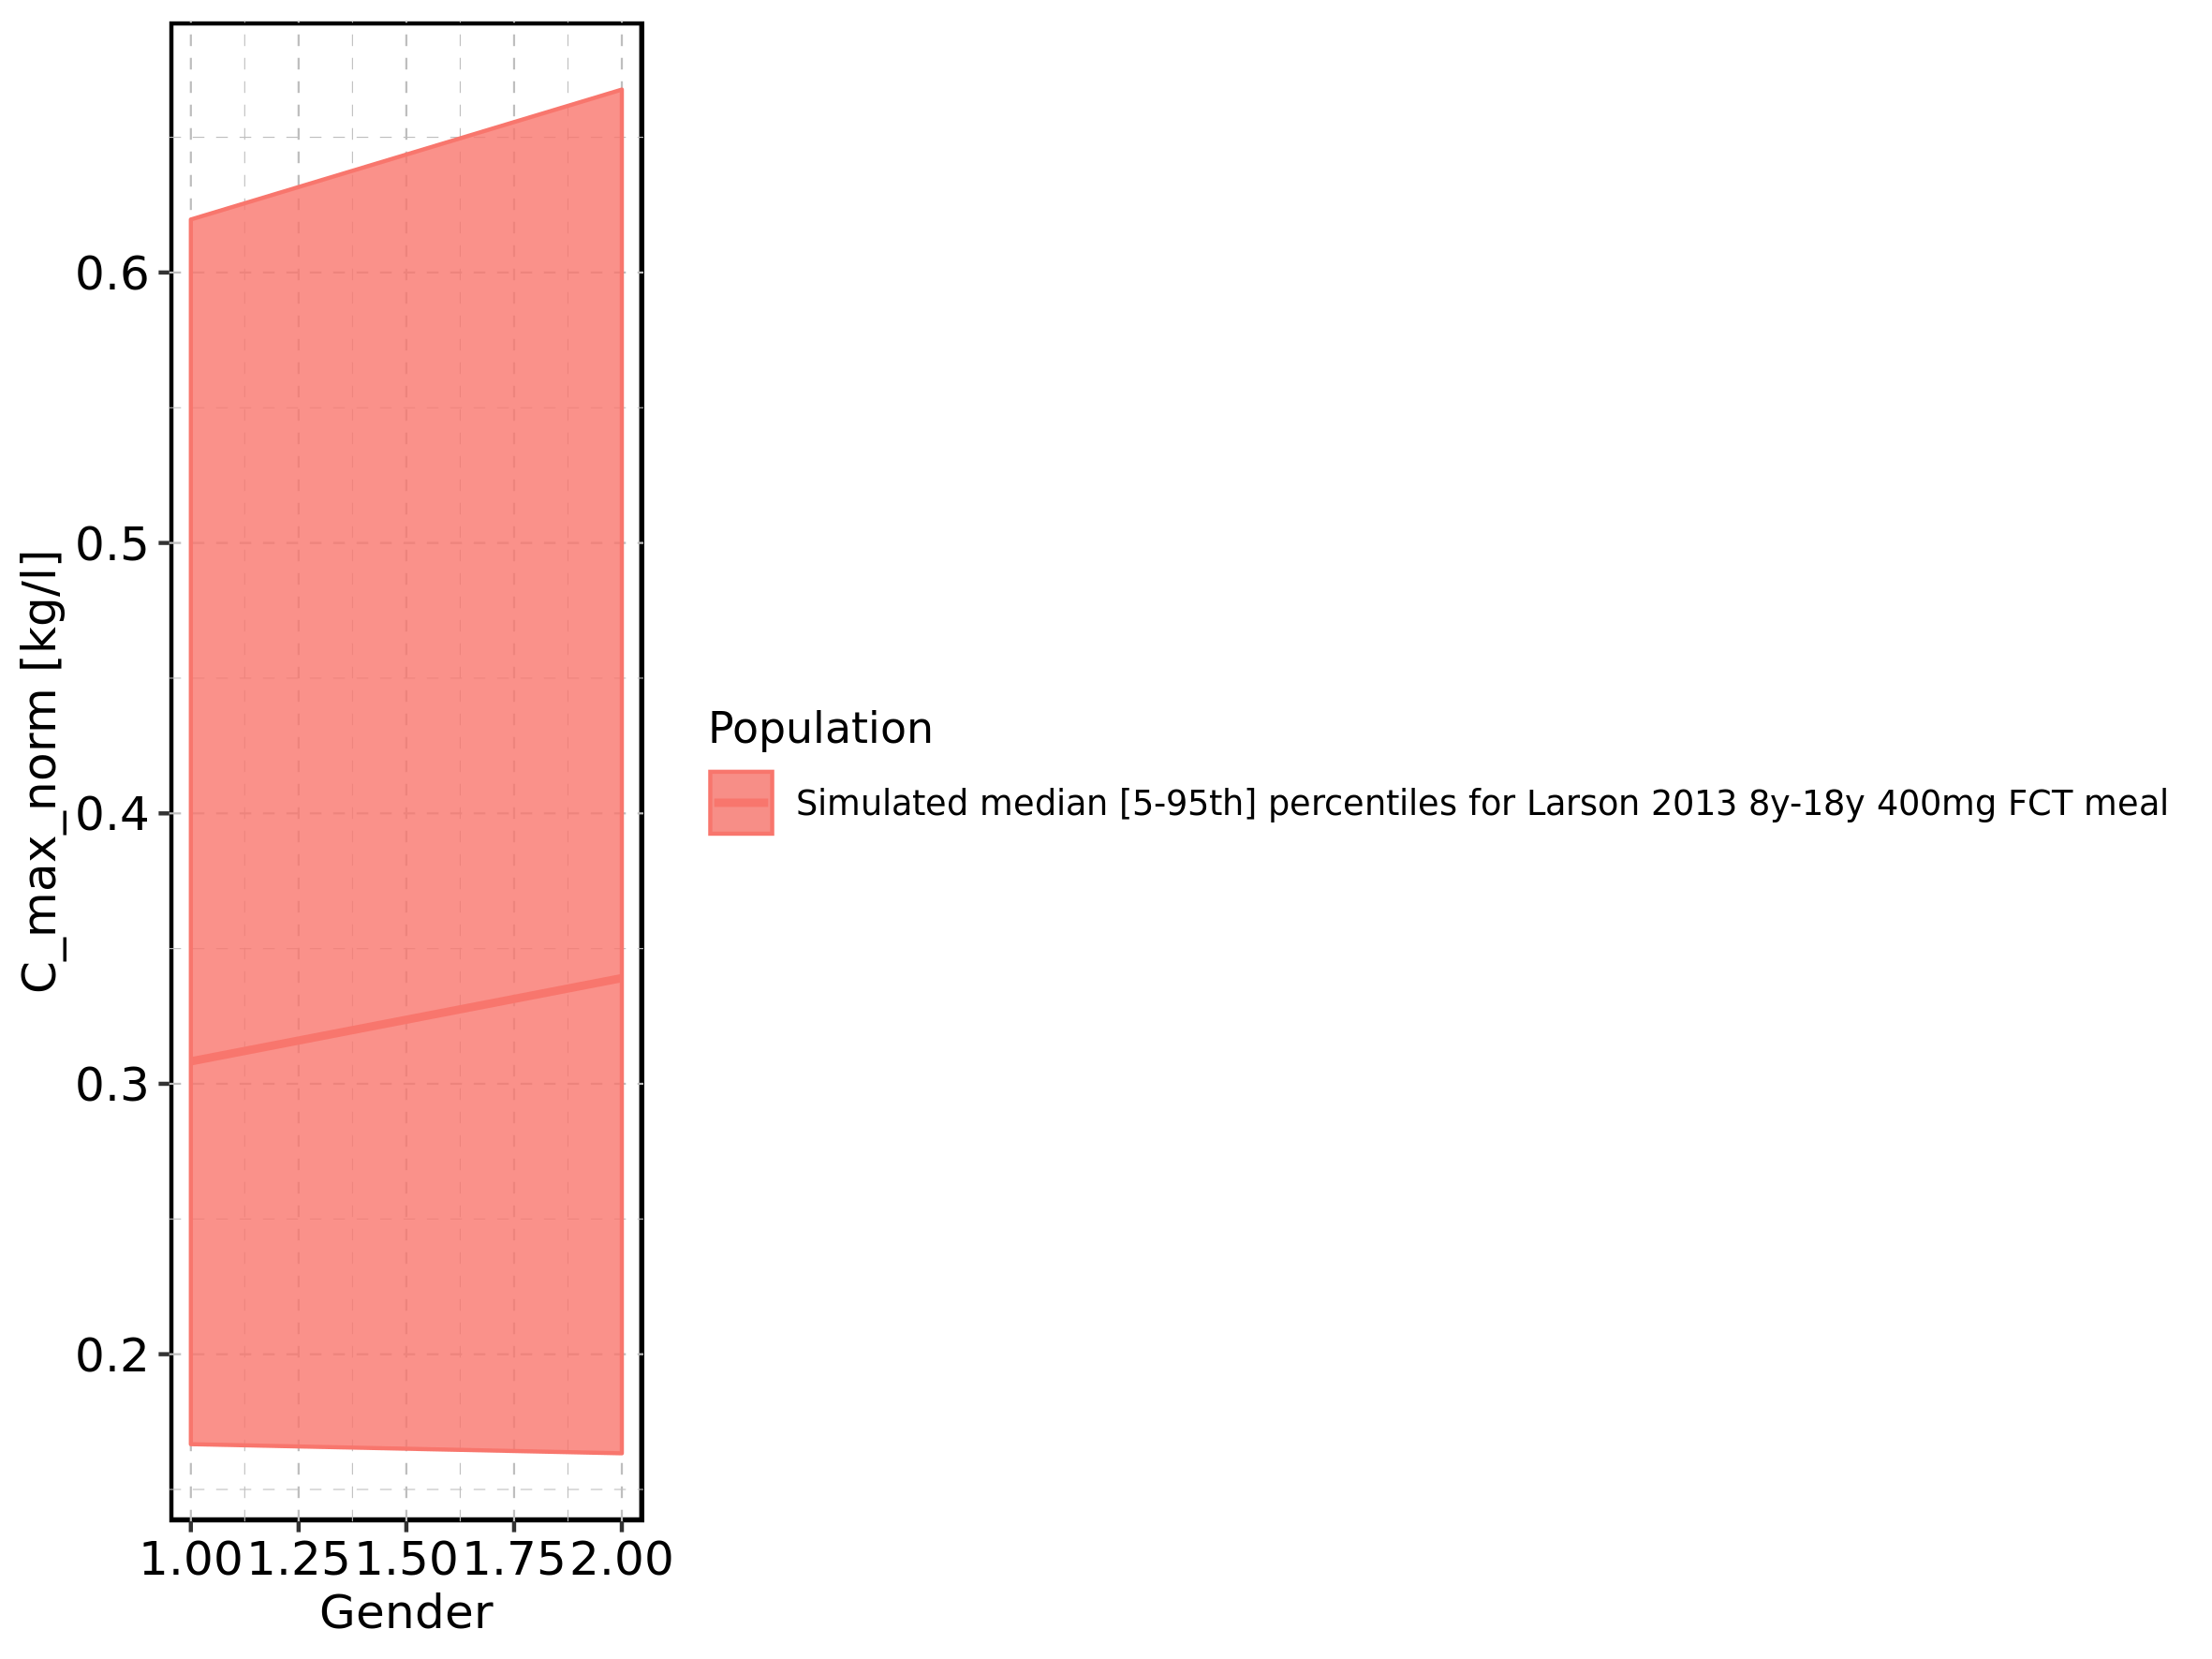 C_max_norm [kg/l]
0.6
0.5
0.4
0.3
0.2
1.00 1.25 1.50 1.75 2.00
Gender
Population
Simulated median [5-95th] percentiles for Larson 2013 8y-18y 400mg FCT meal